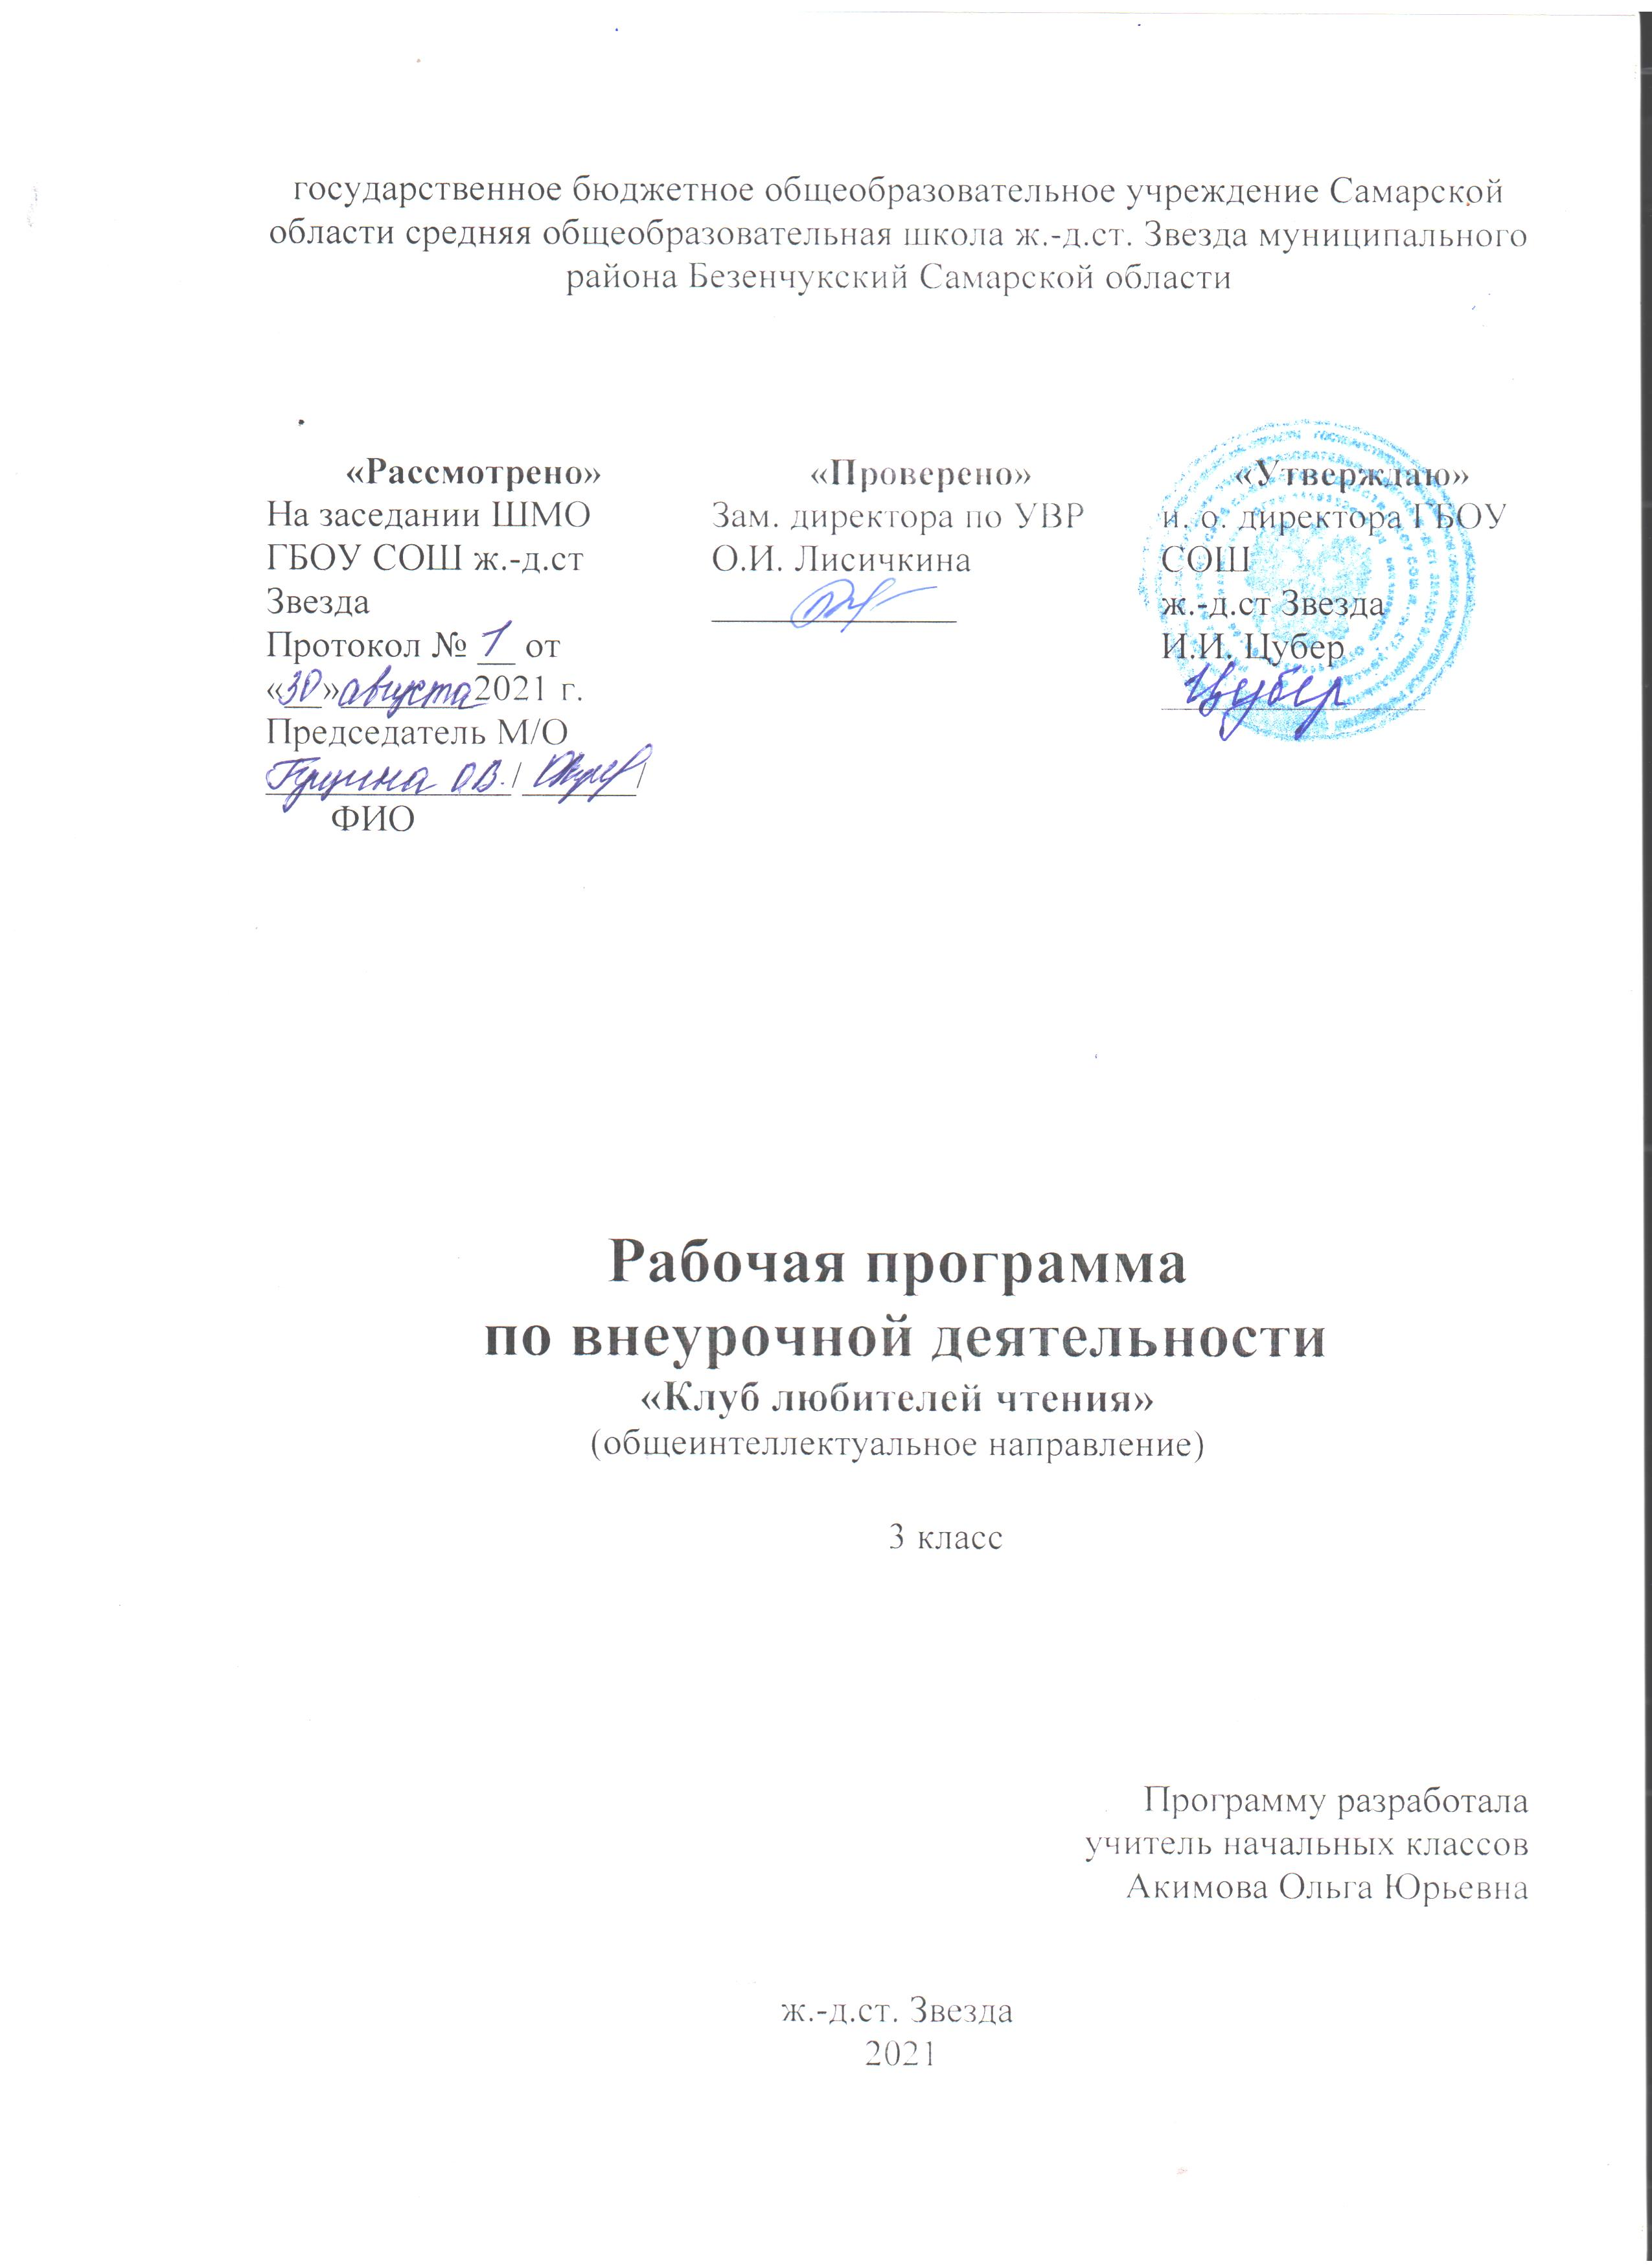 государственное бюджетное общеобразовательное учреждение Самарской
области средняя общеобразовательная школа ж.-д.ст. Звезда муниципального
района Безенчукский Самарской области
«Рассмотрено»
На заседании ШМО
ГБОУ СОШ ж.-д.ст
Звезда
Протокол № 1 от
«30» августа 2021 г.
Председатель М/О
О.В. / /
ФИО
«Проверено»
Зам. директора по УВР
О.И. Лисичкина
«Утверждаю»
и. о. директора ГБОУ
СОШ
ж.-д.ст Звезда
И.И. Цубер
Цубер
Рабочая программа
по внеурочной деятельности
«Клуб любителей чтения»
(общеинтеллектуальное направление)
3 класс
Программу разработала
учитель начальных классов
Акимова Ольга Юрьевна
ж.-д.ст. Звезда
2021